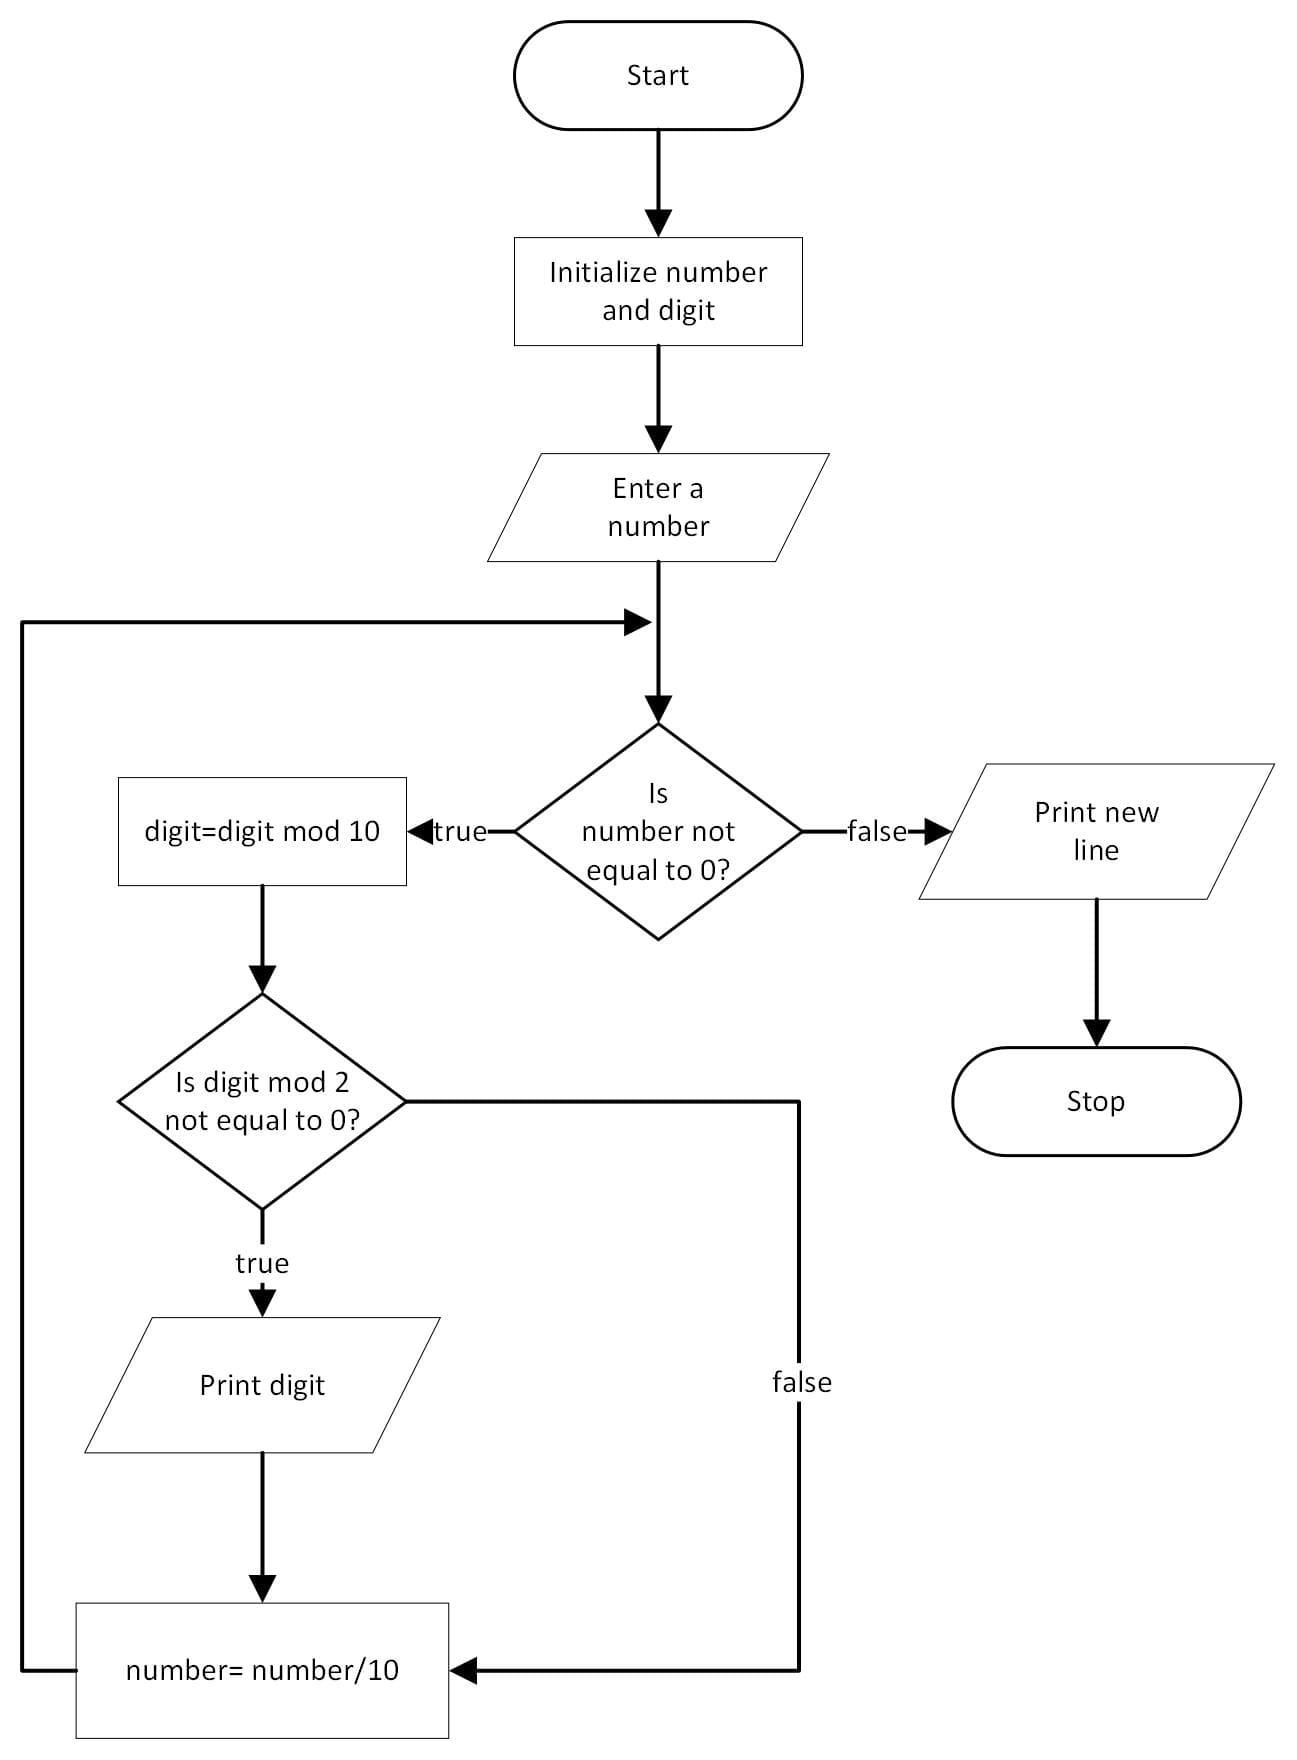 Start
Initialize number
and digit
Enter a
number
Is
number not
equal to 0?
true
false
digit=digit mod 10
Print new
line
Is digit mod 2
not equal to 0?
Stop
true
Print digit
false
number= number/10